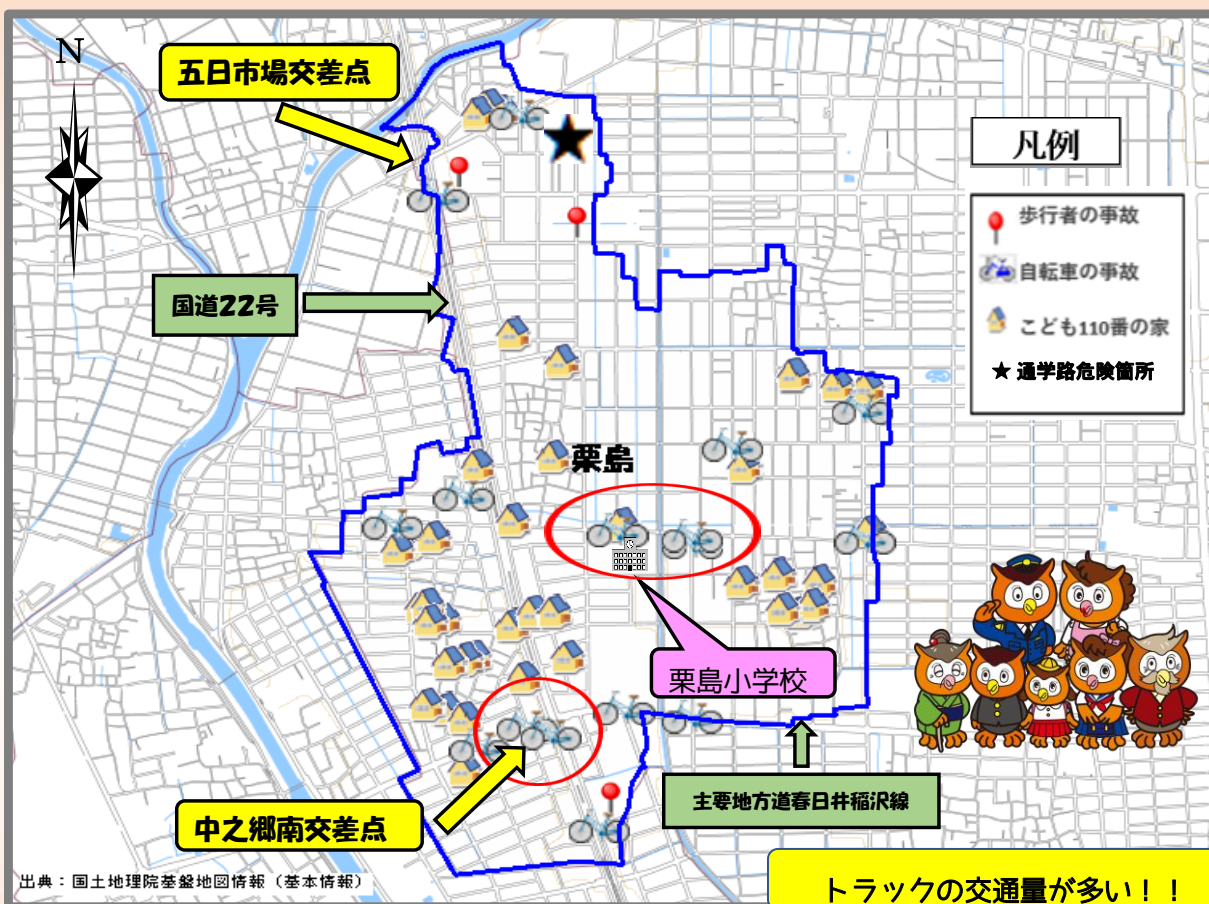 N
五日市場交差点
凡例
歩行者の事故
自転車の事故
こども110番の家
★ 通学路危険箇所
国道22号
栗島
栗島小学校
主要地方道春日井稲沢線
中之郷南交差点
出典：国土地理院基盤地図情報（基本情報）
トラックの交通量が多い！！